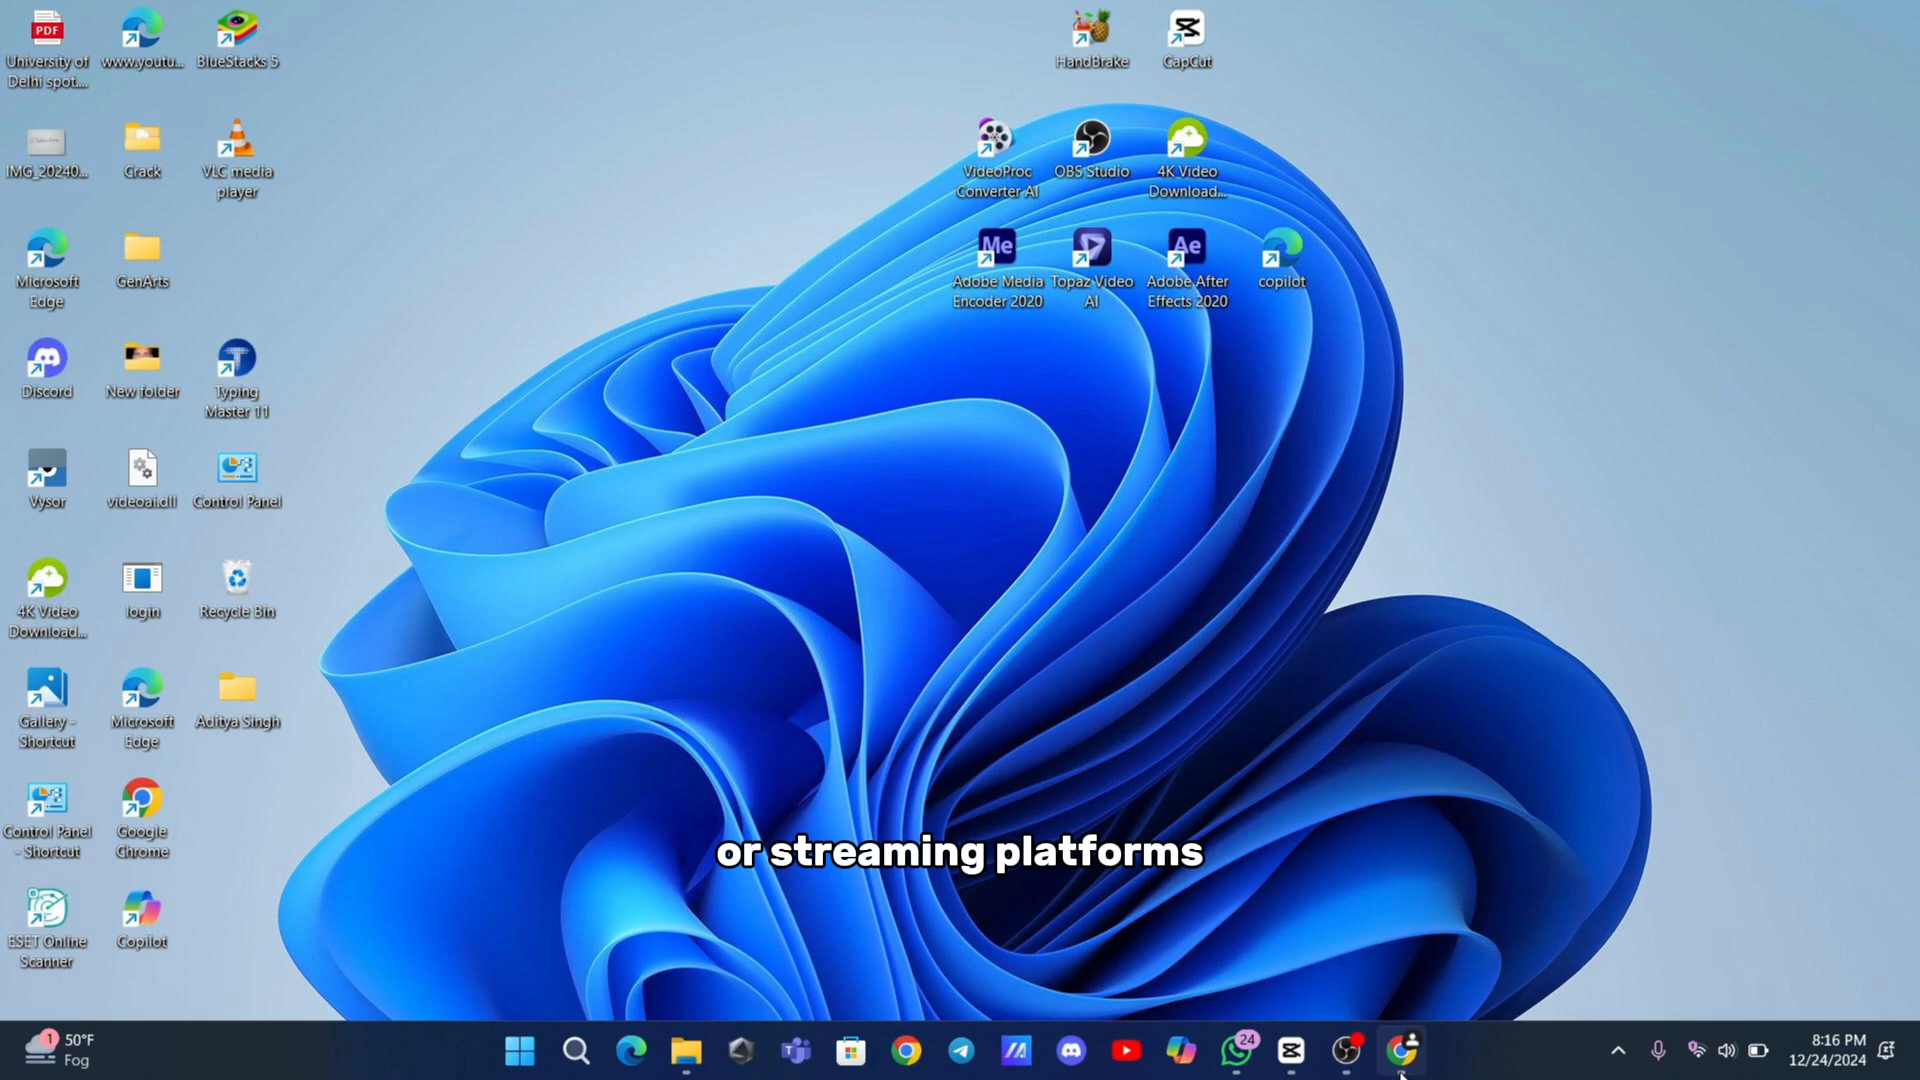 PDF
University of
Delhi spot...
www.youtu...
BlueStacks 5
HandBrake
CapCut
IMG_20240...
Crack
VLC media
player
VideoProc
Converter AI
OBS Studio
4K Video
Download...
Microsoft
Edge
GenArts
Me
Adobe Media
Encoder 2020
Topaz Video
AI
Ae
Adobe After
Effects 2020
copilot
Discord
New folder
Typing
Master 11
Vysor
videoai.dll
Control Panel
4K Video
Download...
login
Recycle Bin
Gallery -
Shortcut
Microsoft
Edge
Aditya Singh
Control Panel
- Shortcut
Google
Chrome
or streaming platforms
ESET Online
Scanner
Copilot
1
50°F
Fog
24
8:16 PM
12/24/2024